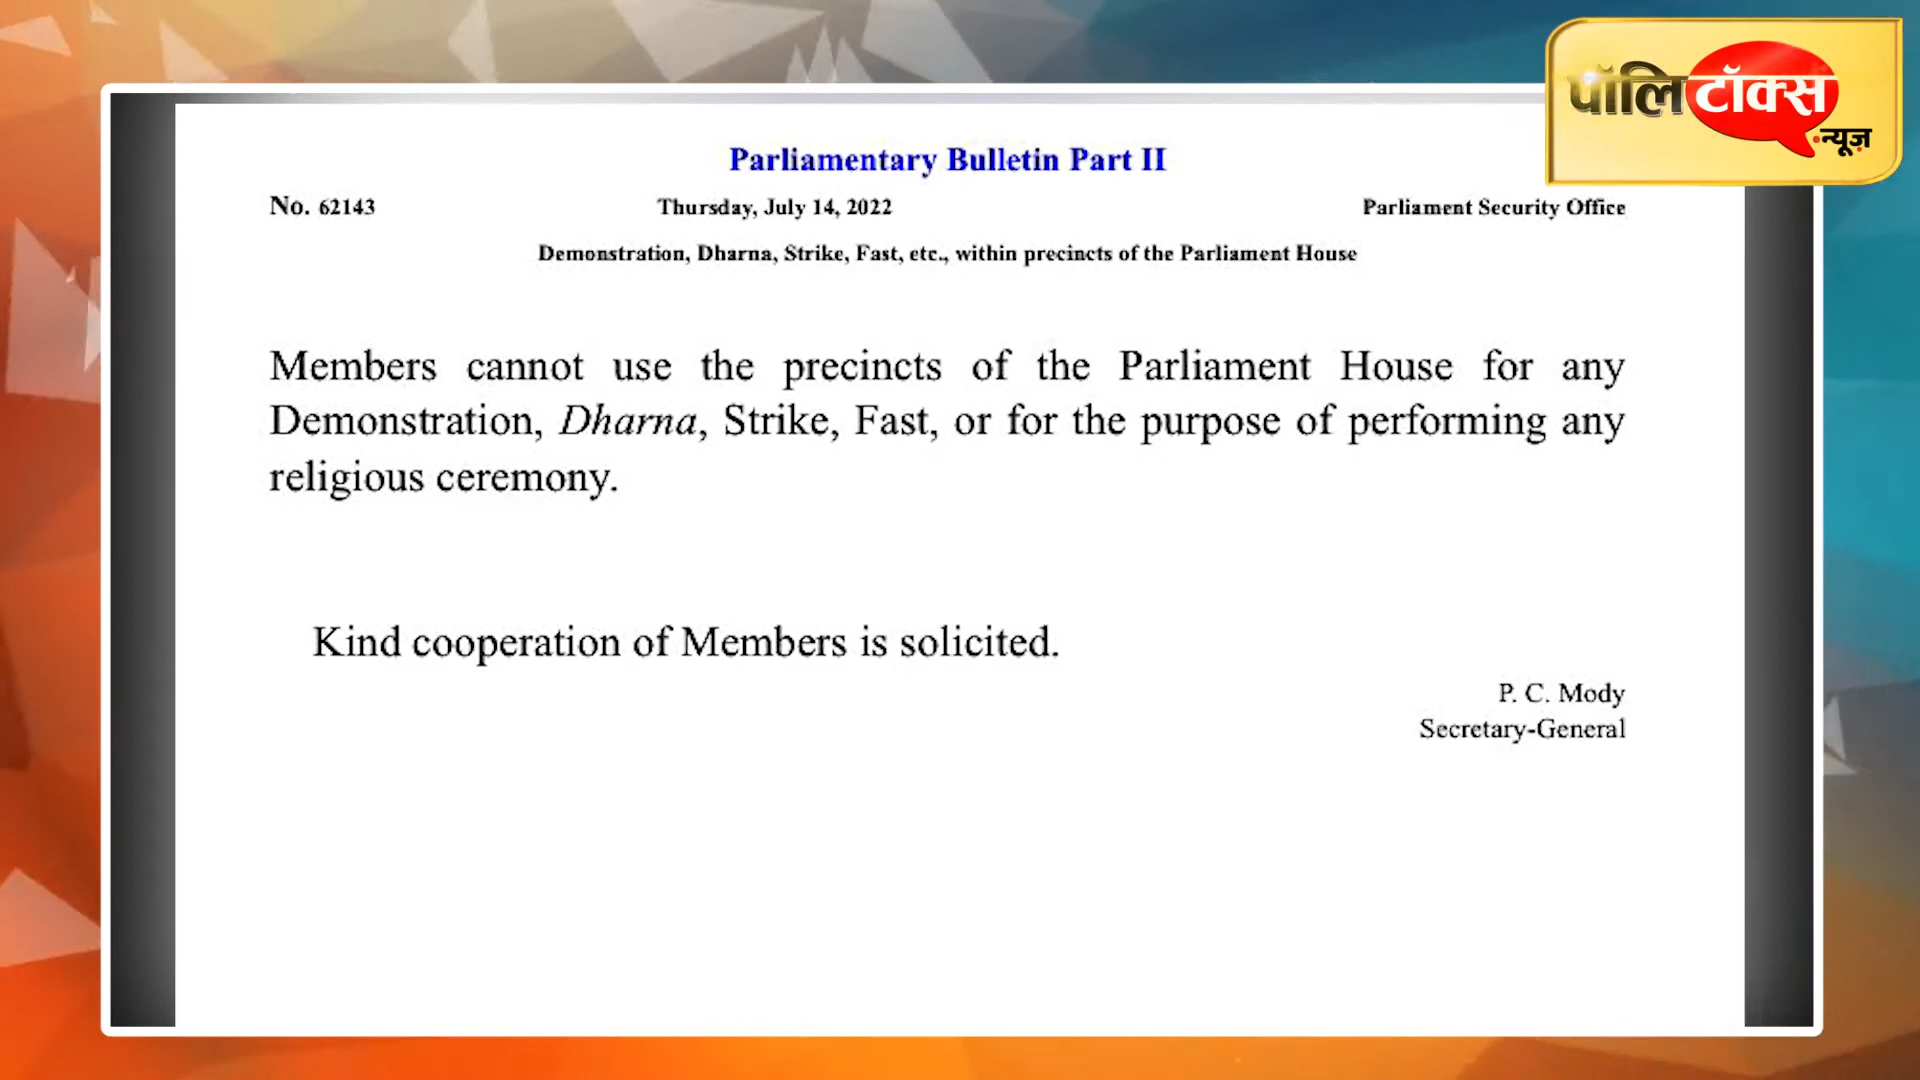 पॉलिटॉक्स
न्यूज़
Parliamentary Bulletin Part II
No. 62143 Thursday, July 14, 2022 Parliament Security Office
Demonstration, Dharna, Strike, Fast, etc., within precincts of the Parliament House
Members cannot use the precincts of the Parliament House for any
Demonstration, Dharna, Strike, Fast, or for the purpose of performing any
religious ceremony.
Kind cooperation of Members is solicited.
P. C. Mody
Secretary-General